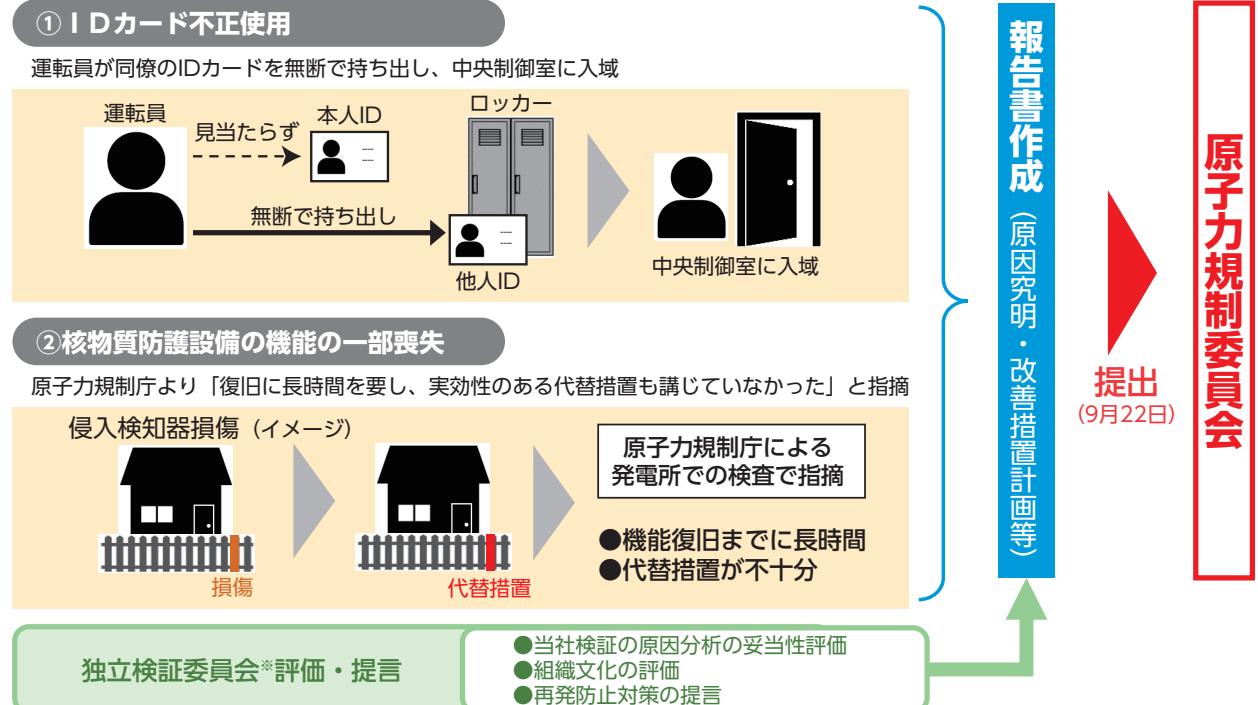 ①ＩＤカード不正使用
運転員が同僚のIDカードを無断で持ち出し、中央制御室に入域
運転員
見当たらず
本人ID
ロッカー
無断で持ち出し
他人ID
中央制御室に入域
②核物質防護設備の機能の一部喪失
原子力規制庁より「復旧に長時間を要し、実効性のある代替措置も講じていなかった」と指摘
侵入検知器損傷（イメージ）
損傷
代替措置
原子力規制庁による
発電所での検査で指摘
●機能復旧までに長時間
●代替措置が不十分
独立検証委員会※評価・提言
●当社検証の原因分析の妥当性評価
●組織文化の評価
●再発防止対策の提言
報告書作成（原因究明・改善措置計画等）
提出
(9月22日)
原子力規制委員会